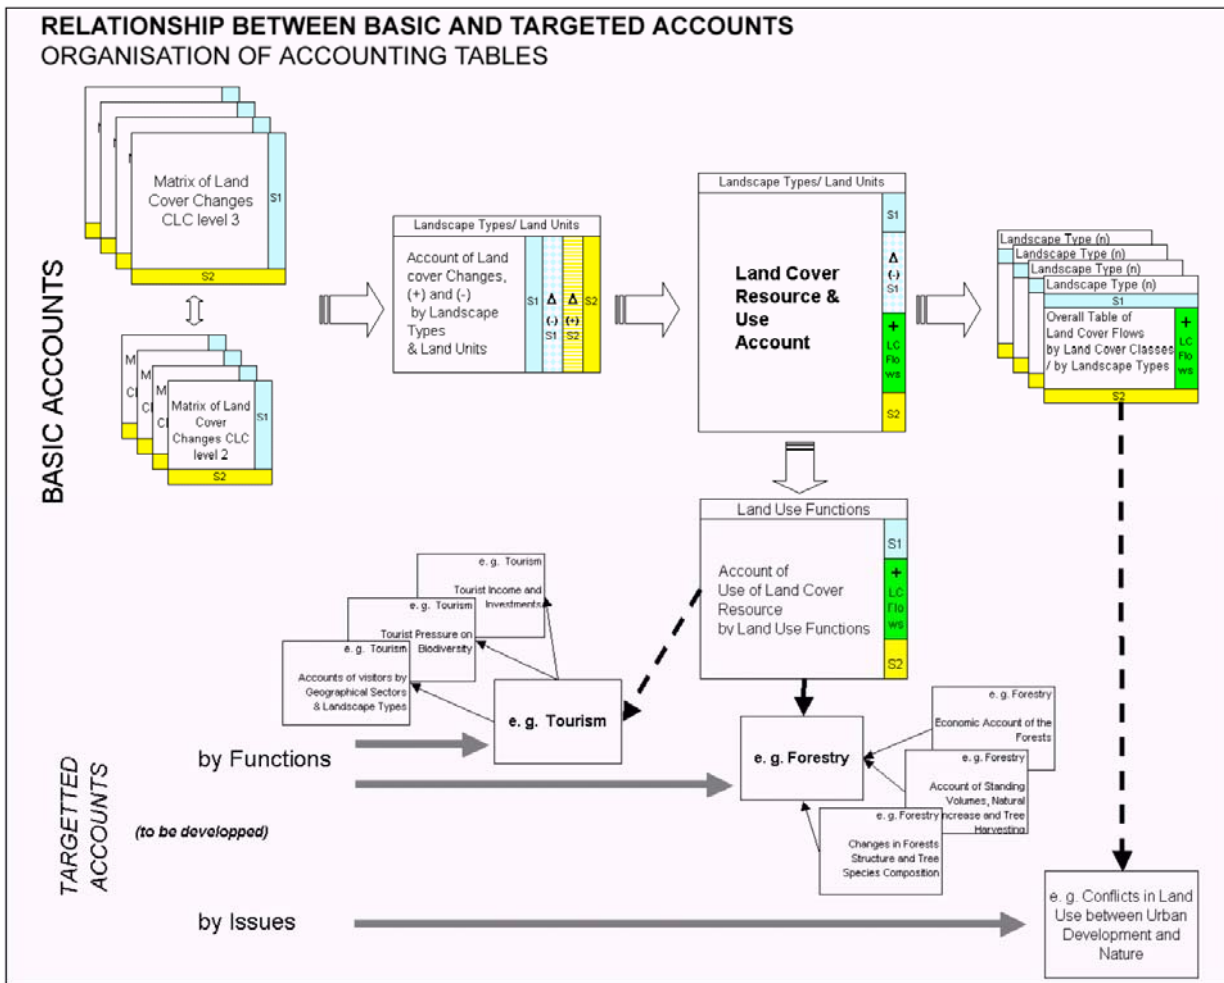 RELATIONSHIP BETWEEN BASIC AND TARGETED ACCOUNTS
ORGANISATION OF ACCOUNTING TABLES
BASIC ACCOUNTS
Matrix of Land
Cover Changes
CLC level 3
S1
S2
M
Cl
M
Cl
M
Cl
Matrix of Land
Cover
Changes CLC
level 2
S1
S2
Landscape Types/ Land Units
Account of Land
cover Changes,
(+) and (-)
by Landscape
Types
& Land Units
S1
Δ
(-)
S1
Δ
(+)
S2
S2
Landscape Types/ Land Units
Land Cover
Resource &
Use
Account
S1
Δ
(-)
S1
+
LC
Flo
ws
S2
Landscape Type (n)
Landscape Type (n)
Landscape Type (n)
Landscape Type (n)
S1
Overall Table of
Land Cover Flows
by Land Cover Classes
/ by Landscape Types
+
LC
Flo
ws
S2
Land Use Functions
Account of
Use of Land Cover
Resource
by Land Use Functions
S1
+
LC
Flo
ws
S2
e. g. Tourism
Tourist Income and
Investments
e. g. Tourism
Tourist Pressure on
Biodiversity
e. g. Tourism
Accounts of visitors by
Geographical Sectors
& Landscape Types
e. g. Tourism
e. g. Forestry
e. g. Forestry
Economic Account of the
Forests
e. g. Forestry
Account of Standing
Volumes, Natural
ncrease and Tree
Harvesting
e. g. Forestry
Changes in Forests
Structure and Tree
Species Composition
TARGETTED
ACCOUNTS
by Functions
(to be developped)
by Issues
e. g. Conflicts in Land
Use between Urban
Development and
Nature